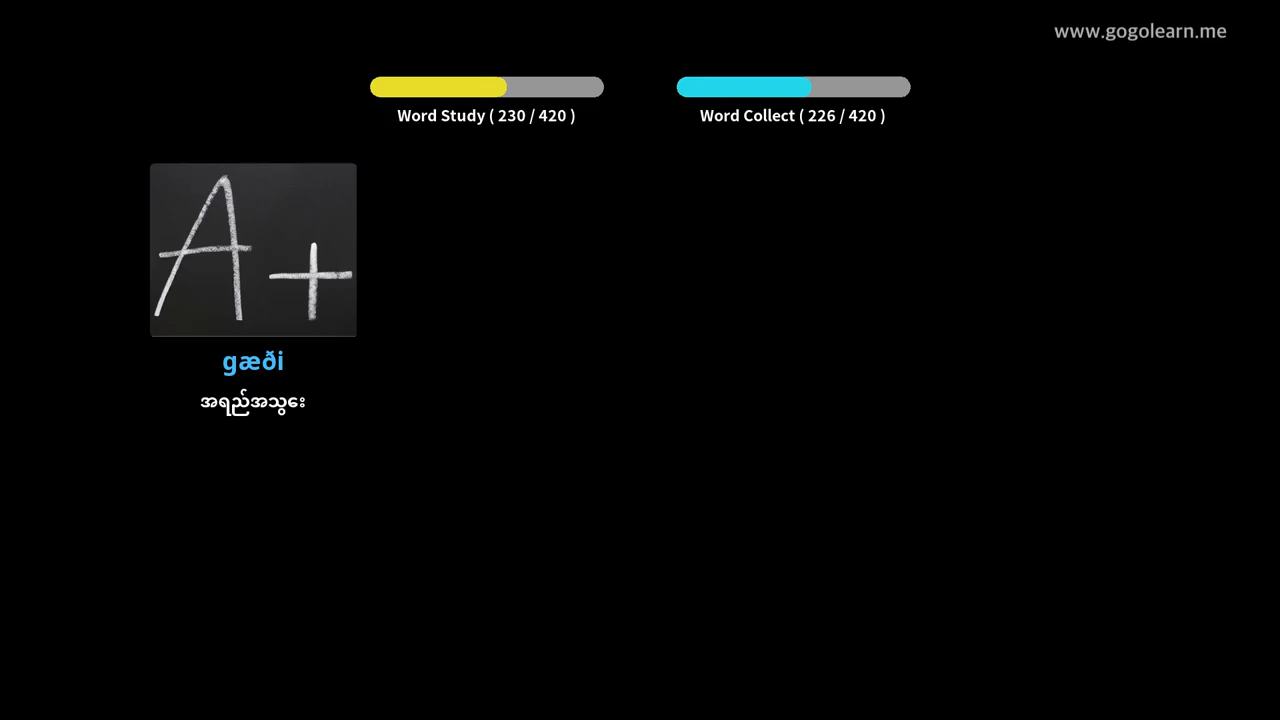 www.gogolearn.me
Word Study ( 230 / 420 )
Word Collect ( 226 / 420 )
A+
gæði
အရည်အသွေး